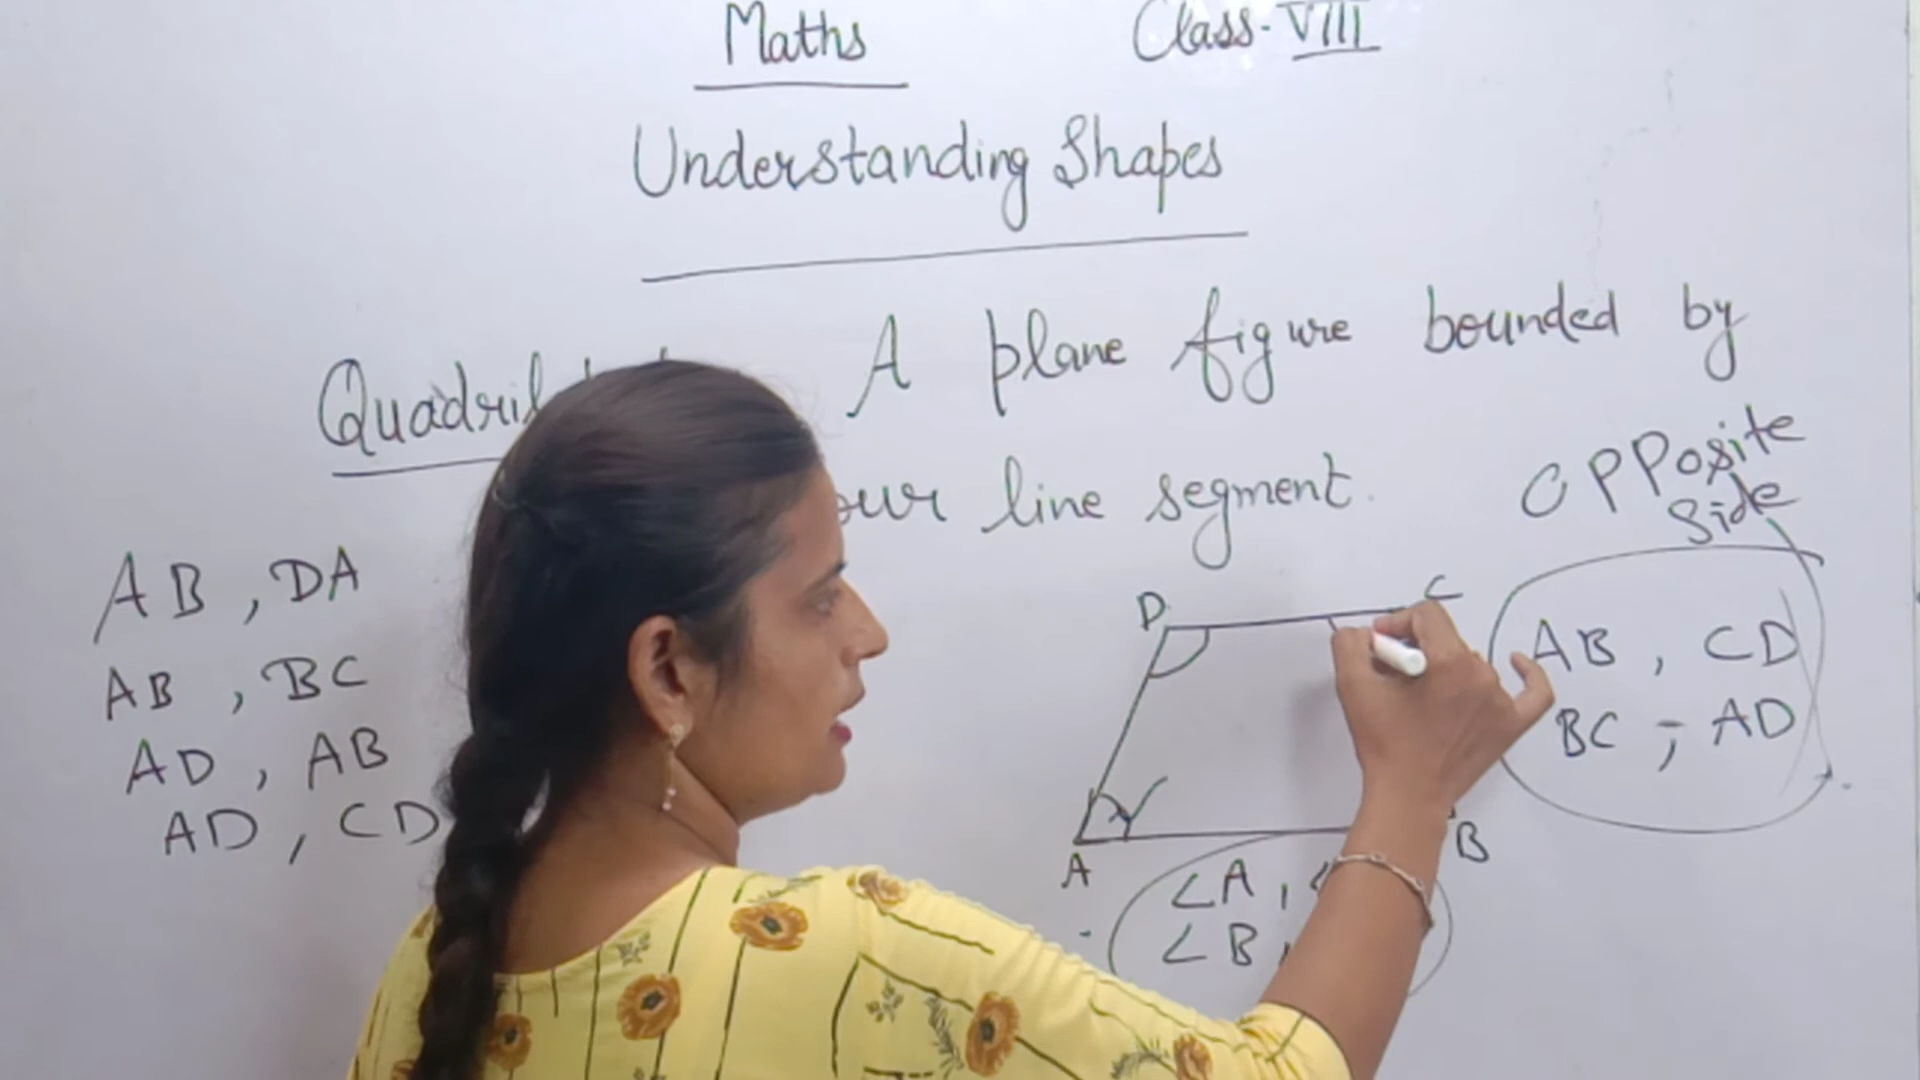 Maths Class-VIII
Understanding Shapes
A plane figure bounded by
line segment.
Opposite
Side
AB, DA
AB, BC
AD, AB
AD, CD
D C
A B
AB, CD
BC, AD
∠A,
∠B,